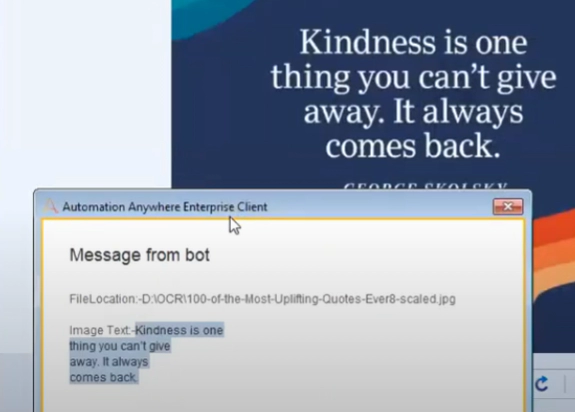 Kindness is one
thing you can't give
away. It always
comes back.
GEORGE SKOLSKY
Automation Anywhere Enterprise Client
Message from bot
FileLocation:-D:\OCR\100-of-the-Most-Uplifting-Quotes-Ever8-scaled.jpg
Image Text:-Kindness is one
thing you can't give
away. It always
comes back.